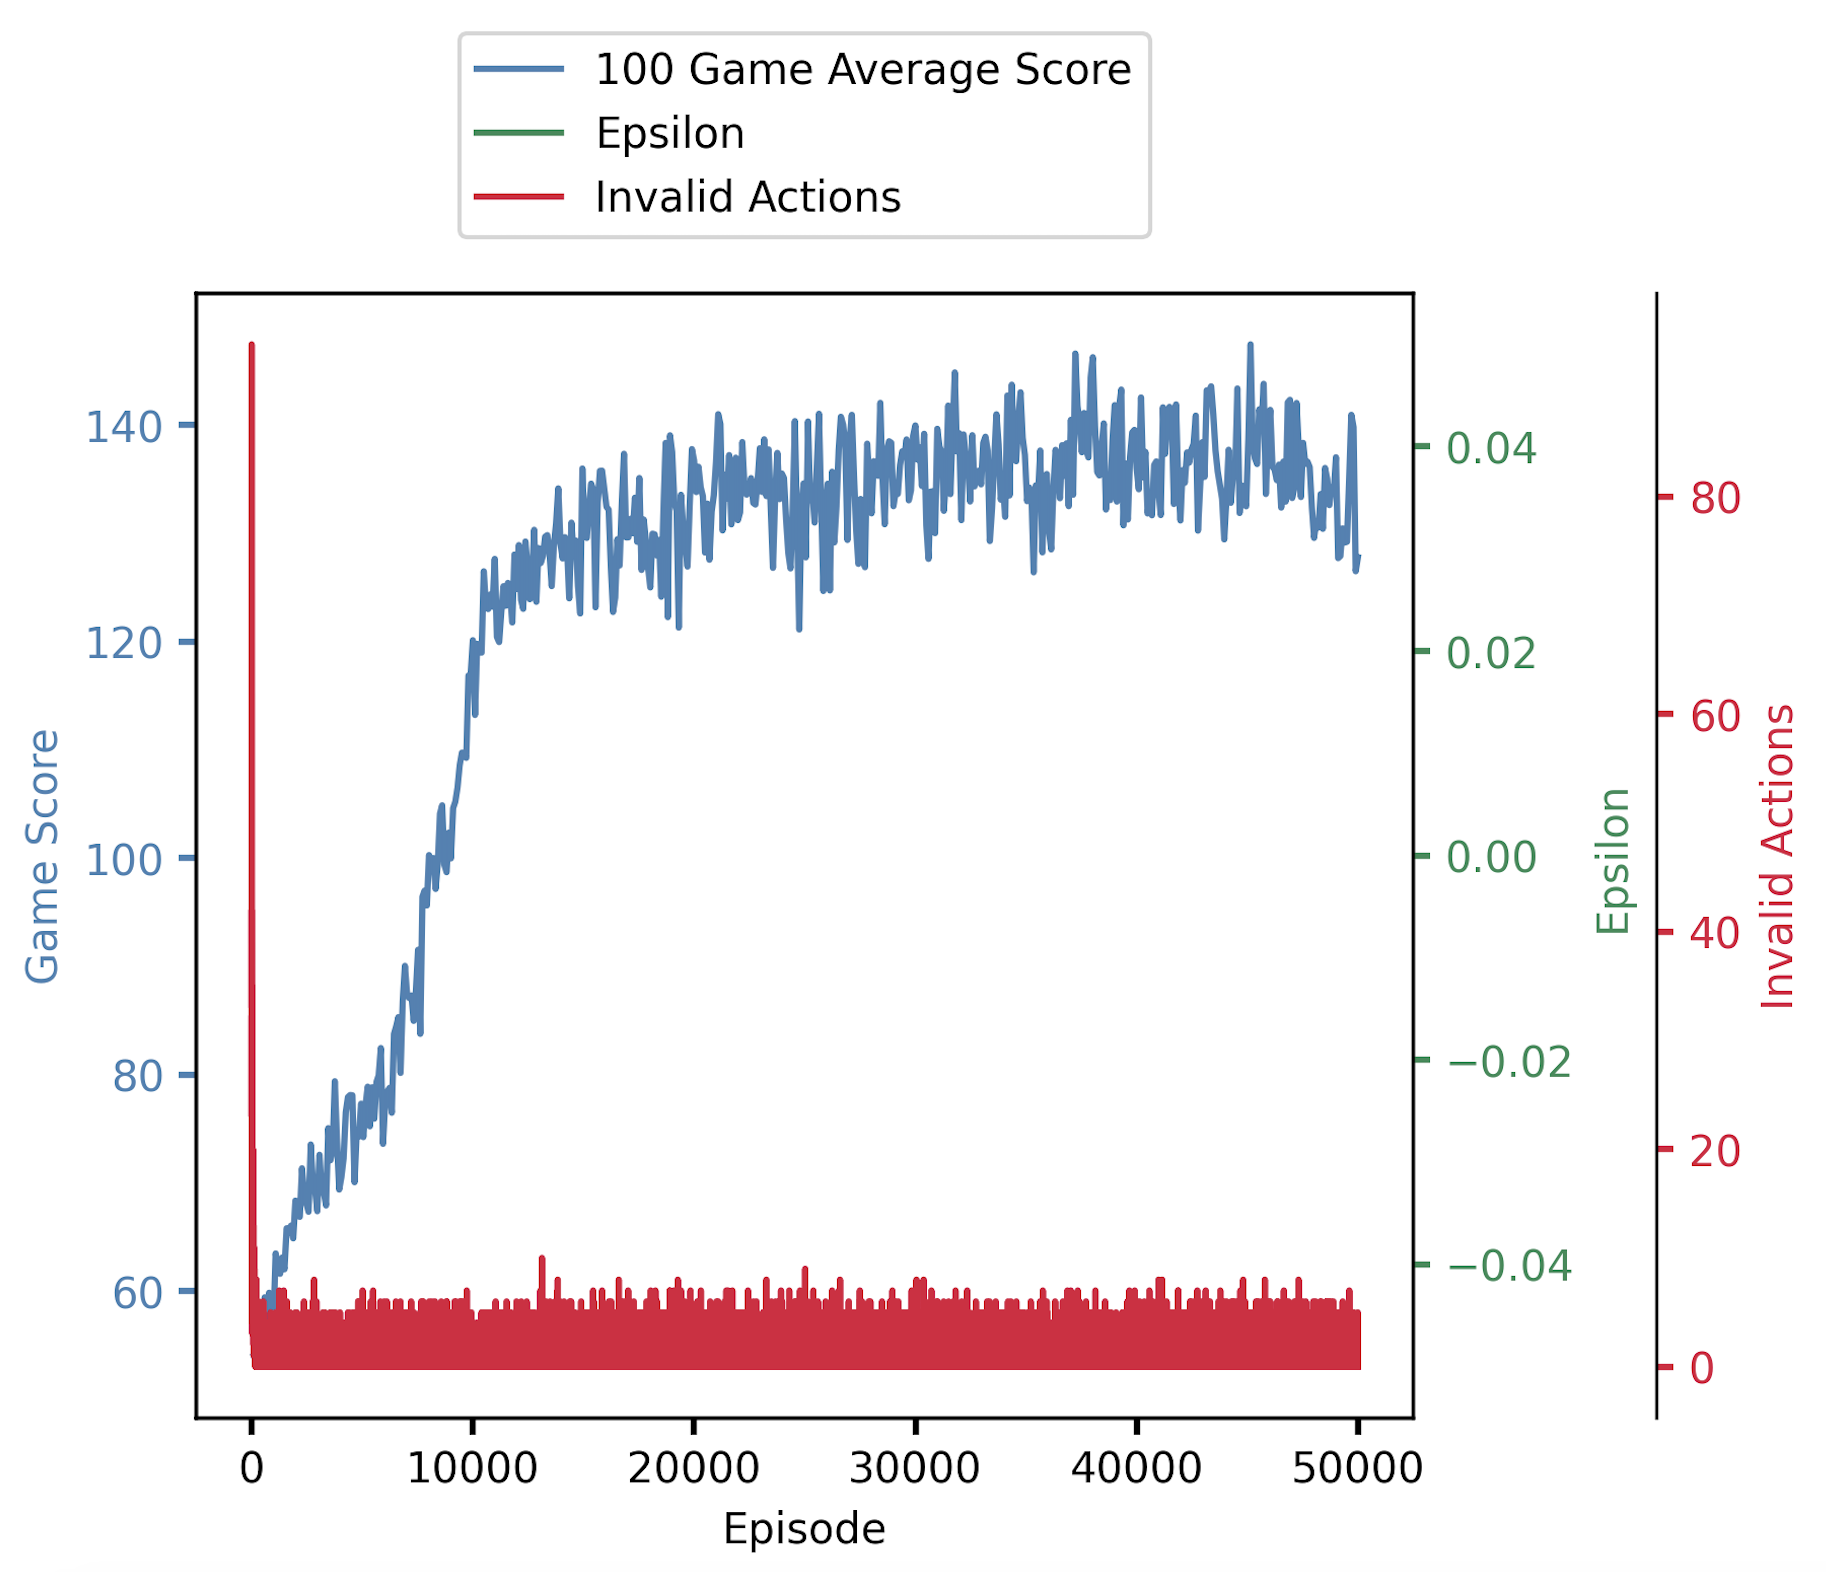 100 Game Average Score
Epsilon
Invalid Actions
140
120
100
80
60
Game Score
0.04
0.02
0.00
−0.02
−0.04
Epsilon
80
60
40
20
0
Invalid Actions
0 10000 20000 30000 40000 50000
Episode